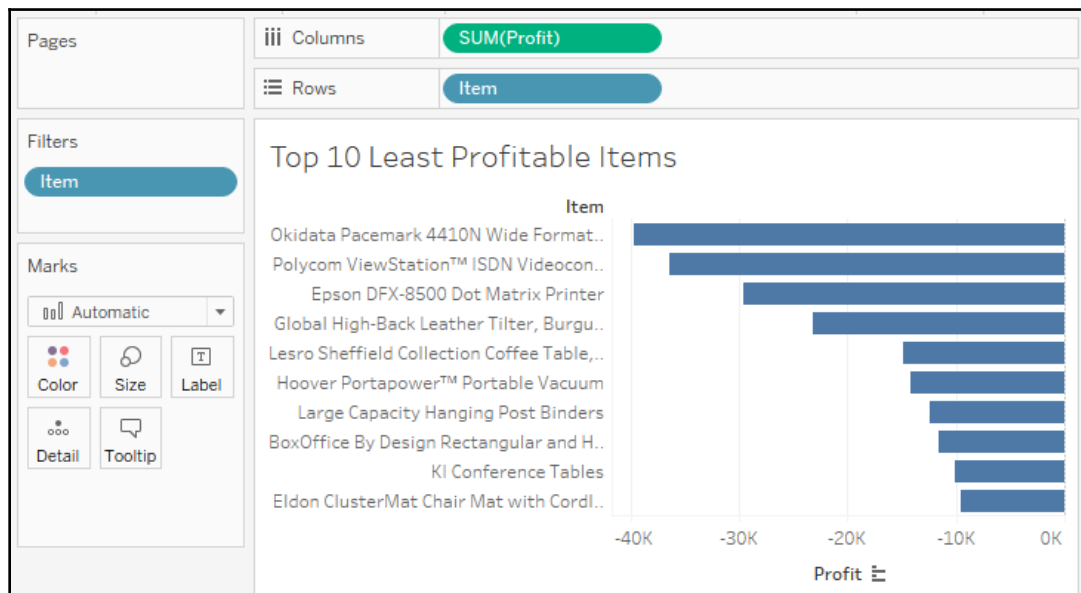 Pages
Columns
SUM(Profit)
Rows
Item
Filters
Item
Marks
Automatic
Color
Size
T
Label
Detail
Tooltip
Top 10 Least Profitable Items
Item
Okidata Pacemark 4410N Wide Format..
Polycom ViewStation™ ISDN Videocon..
Epson DFX-8500 Dot Matrix Printer
Global High-Back Leather Tilter, Burgu..
Lesro Sheffield Collection Coffee Table,..
Hoover Portapower™ Portable Vacuum
Large Capacity Hanging Post Binders
BoxOffice By Design Rectangular and H..
KI Conference Tables
Eldon ClusterMat Chair Mat with Cordl..
-40K -30K -20K -10K 0K
Profit